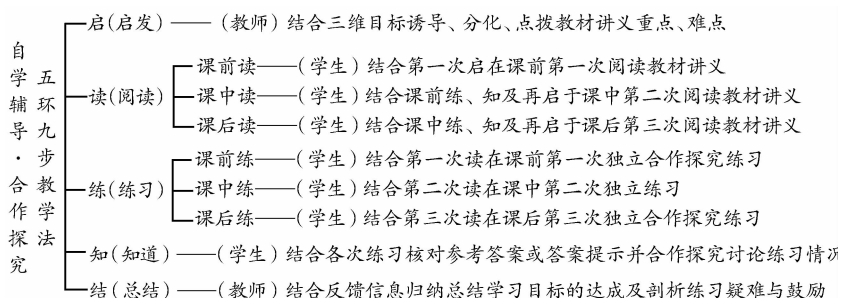 自学辅导·合作探究
五环九步教学法
启(启发)——(教师)结合三维目标诱导、分化、点拨教材讲义重点、难点
读(阅读)
课前读——(学生)结合第一次启在课前第一次阅读教材讲义
课中读——(学生)结合课前练、知及再启于课中第二次阅读教材讲义
课后读——(学生)结合课中练、知及再启于课后第三次阅读教材讲义
练(练习)
课前练——(学生)结合第一次读在课前第一次独立合作探究练习
课中练——(学生)结合第二次读在课中第二次独立练习
课后练——(学生)结合第三次读在课后第三次独立合作探究练习
知(知道)——(学生)结合各次练习核对参考答案或答案提示并合作探究讨论练习情况
结(总结)——(教师)结合反馈信息归纳总结学习目标的达成及剖析练习疑难与鼓励